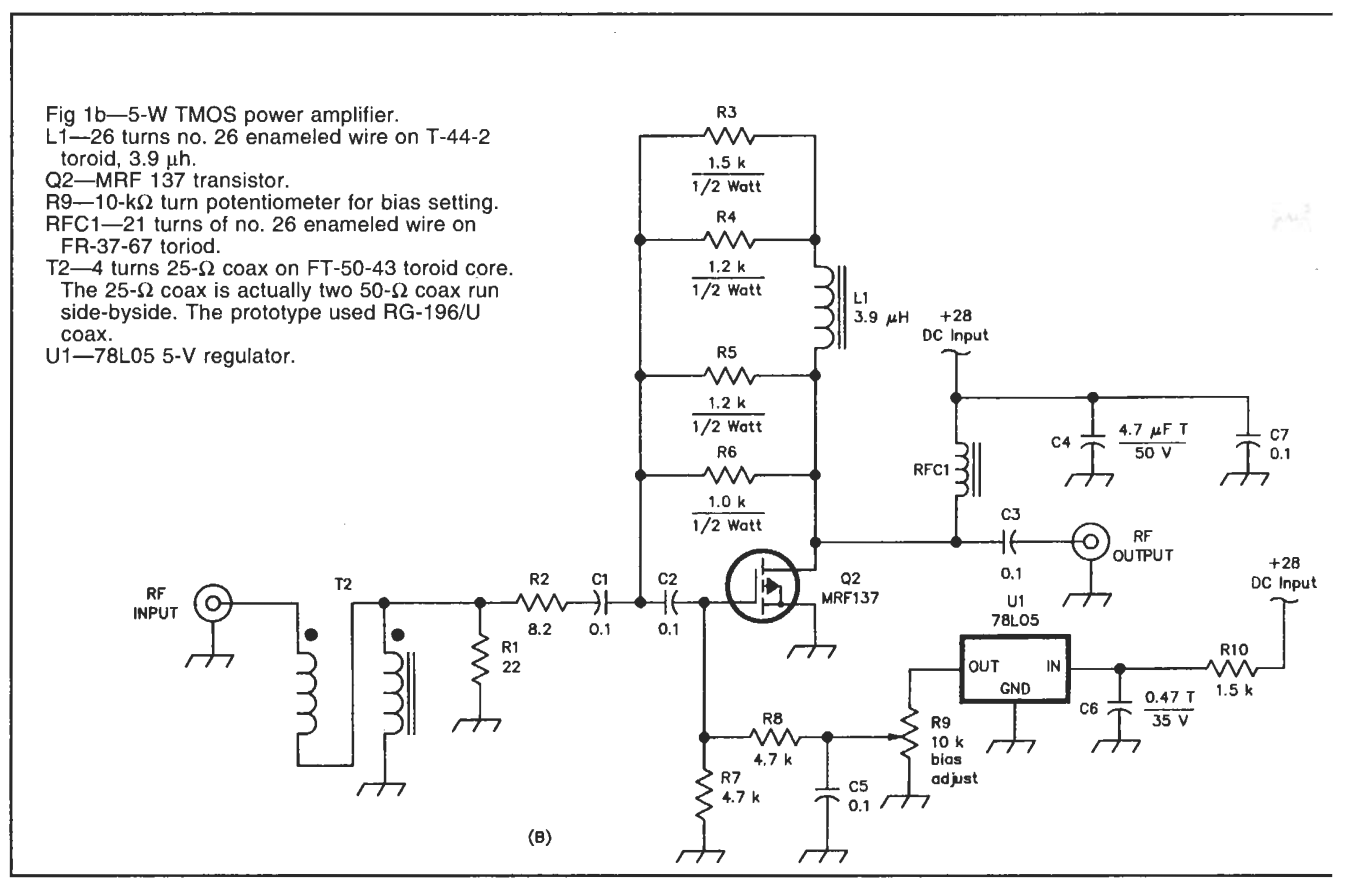 Fig 1b—5-W TMOS power amplifier.
L1—26 turns no. 26 enameled wire on T-44-2
toroid, 3.9 μh.
Q2—MRF 137 transistor.
R9—10-kΩ turn potentiometer for bias setting.
RFC1—21 turns of no. 26 enameled wire on
FR-37-67 toriod.
T2—4 turns 25-Ω coax on FT-50-43 toroid core.
The 25-Ω coax is actually two 50-Ω coax run
side-byside. The prototype used RG-196/U
coax.
U1—78L05 5-V regulator.
R3
1.5 k
1/2 Watt
R4
1.2 k
1/2 Watt
L1
3.9 μH
R5
1.2 k
1/2 Watt
R6
1.0 k
1/2 Watt
+28
DC Input
RFC1
C4
4.7 μF T
50 V
C7
0.1
C3
0.1
RF
OUTPUT
Q2
MRF137
RF
INPUT
T2
R1
22
R2
8.2
C1
0.1
C2
0.1
U1
78L05
OUT
IN
GND
+28
DC Input
R10
1.5 k
C6
0.47 T
35 V
R9
10 k
bias
adjust
R8
4.7 k
R7
4.7 k
C5
0.1
(B)